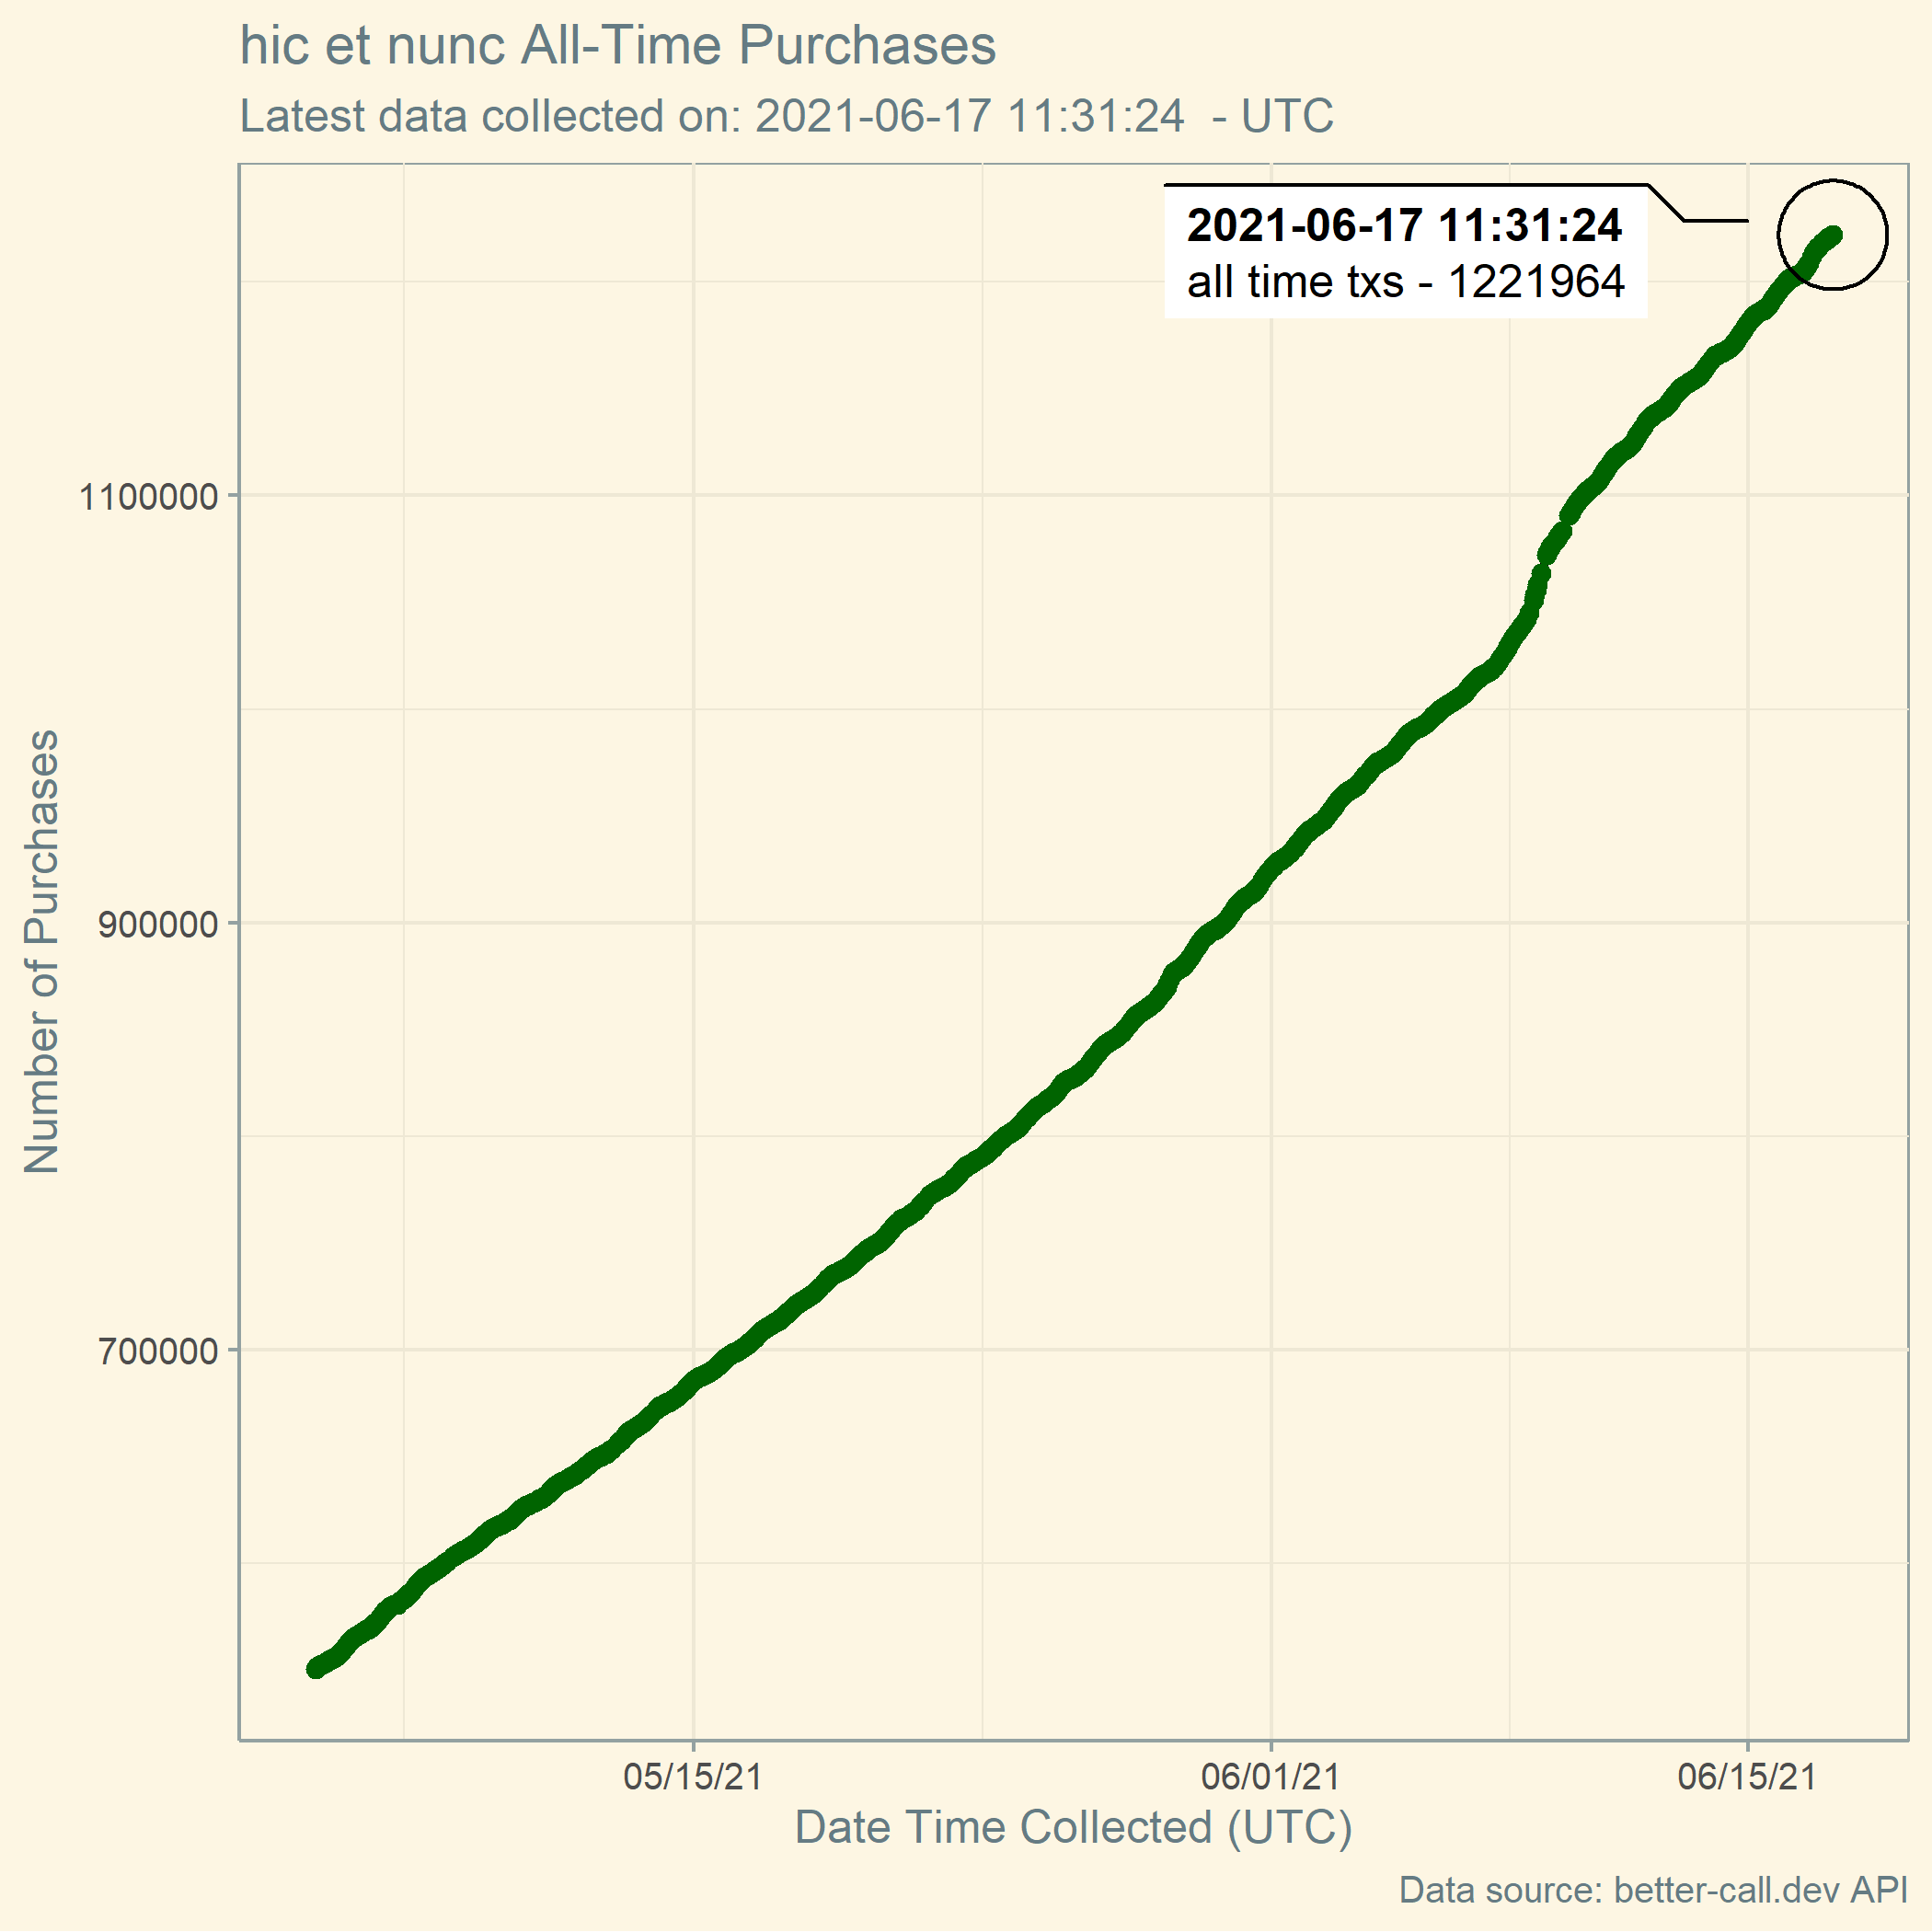 hic et nunc All-Time Purchases
Latest data collected on: 2021-06-17 11:31:24  - UTC
2021-06-17 11:31:24
all time txs - 1221964
1100000
900000
700000
Number of Purchases
05/15/21
06/01/21
06/15/21
Date Time Collected (UTC)
Data source: better-call.dev API